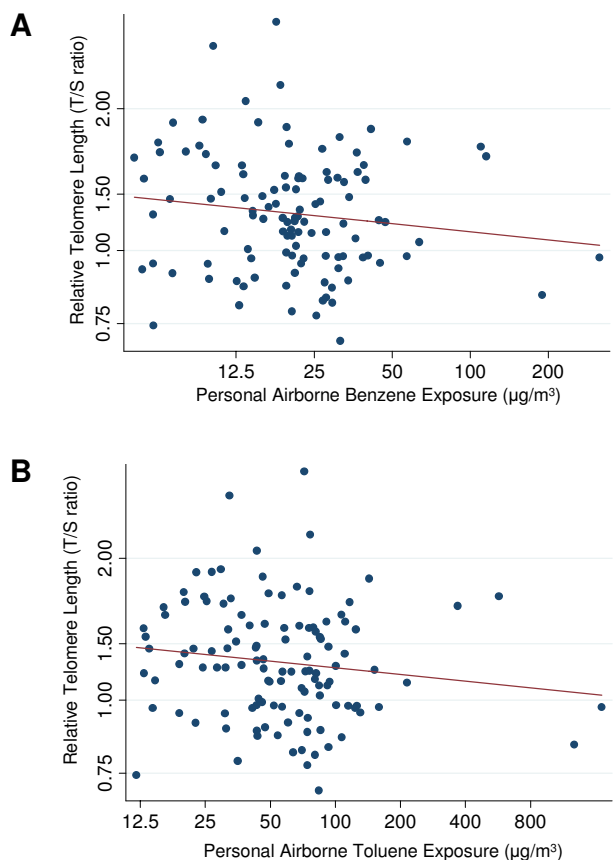 A
Relative Telomere Length (T/S ratio)
2.00
1.50
1.00
0.75
12.5 25 50 100 200
Personal Airborne Benzene Exposure (µg/m³)
B
Relative Telomere Length (T/S ratio)
2.00
1.50
1.00
0.75
12.5 25 50 100 200 400 800
Personal Airborne Toluene Exposure (µg/m³)